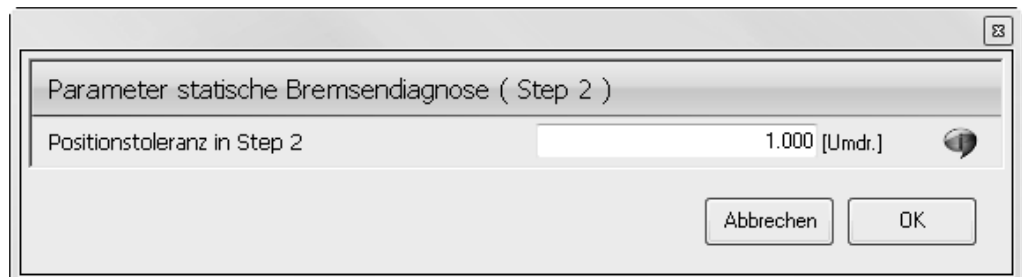 Parameter statische Bremsendiagnose ( Step 2 )
Positionstoleranz in Step 2 1.000 [Umdr.]
Abbrechen OK